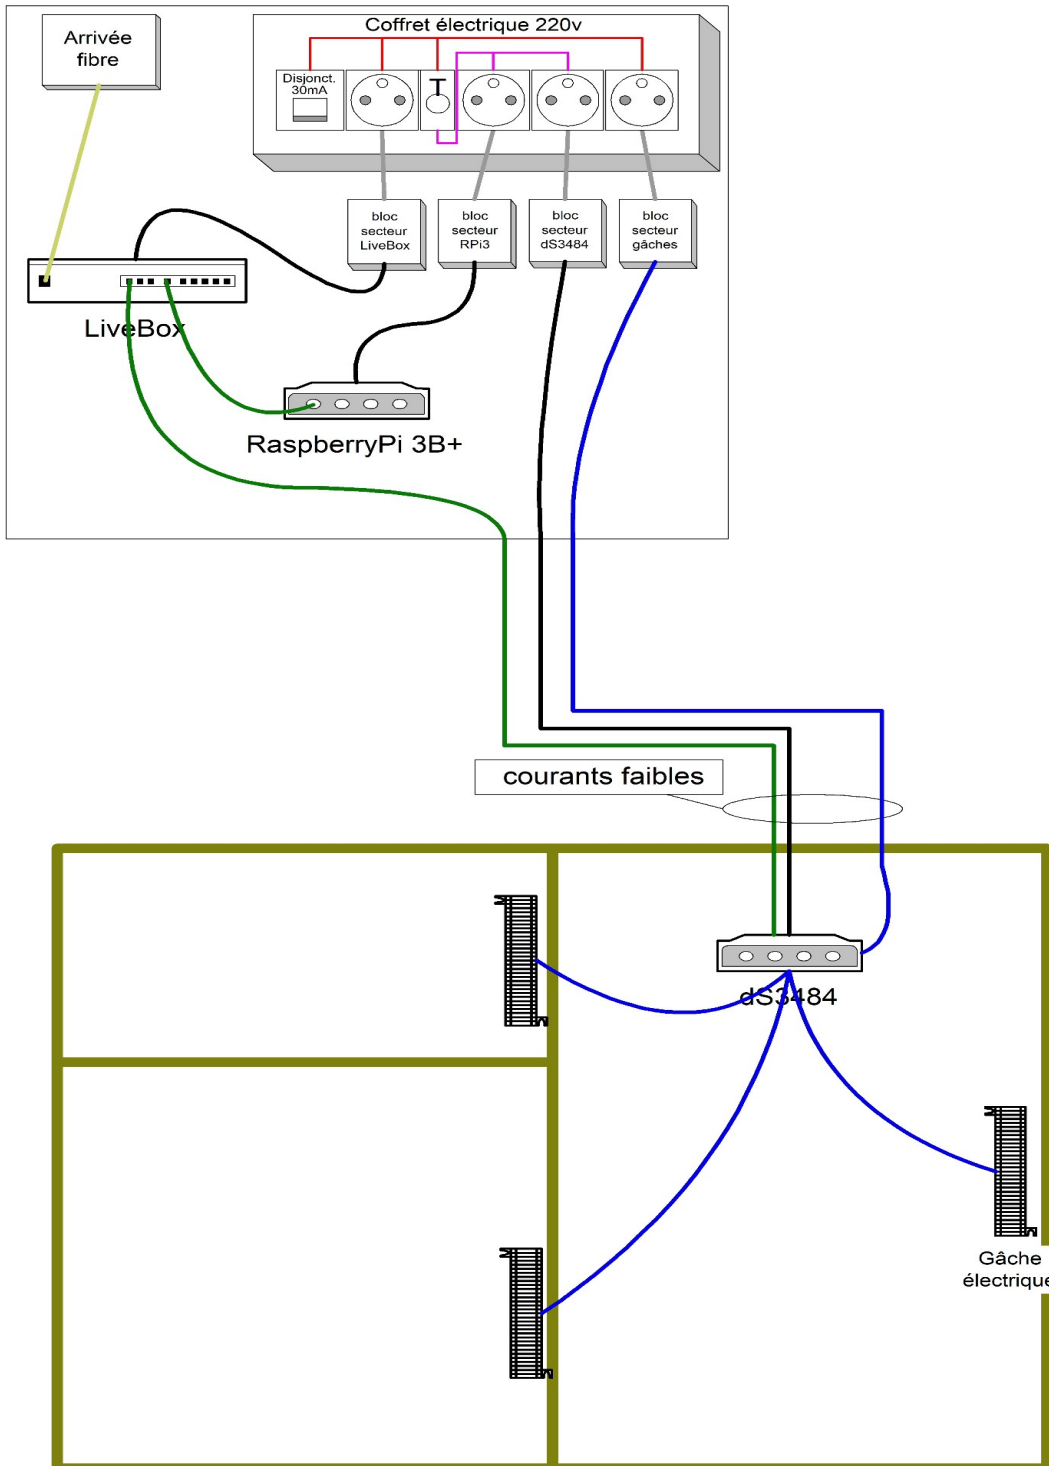 Arrivée
fibre
Coffret électrique 220v
Disjonct.
30mA
T
bloc
secteur
LiveBox
bloc
secteur
RPi3
bloc
secteur
dS3484
bloc
secteur
gâches
LiveBox
RaspberryPi 3B+
courants faibles
dS3484
Gâche
électrique